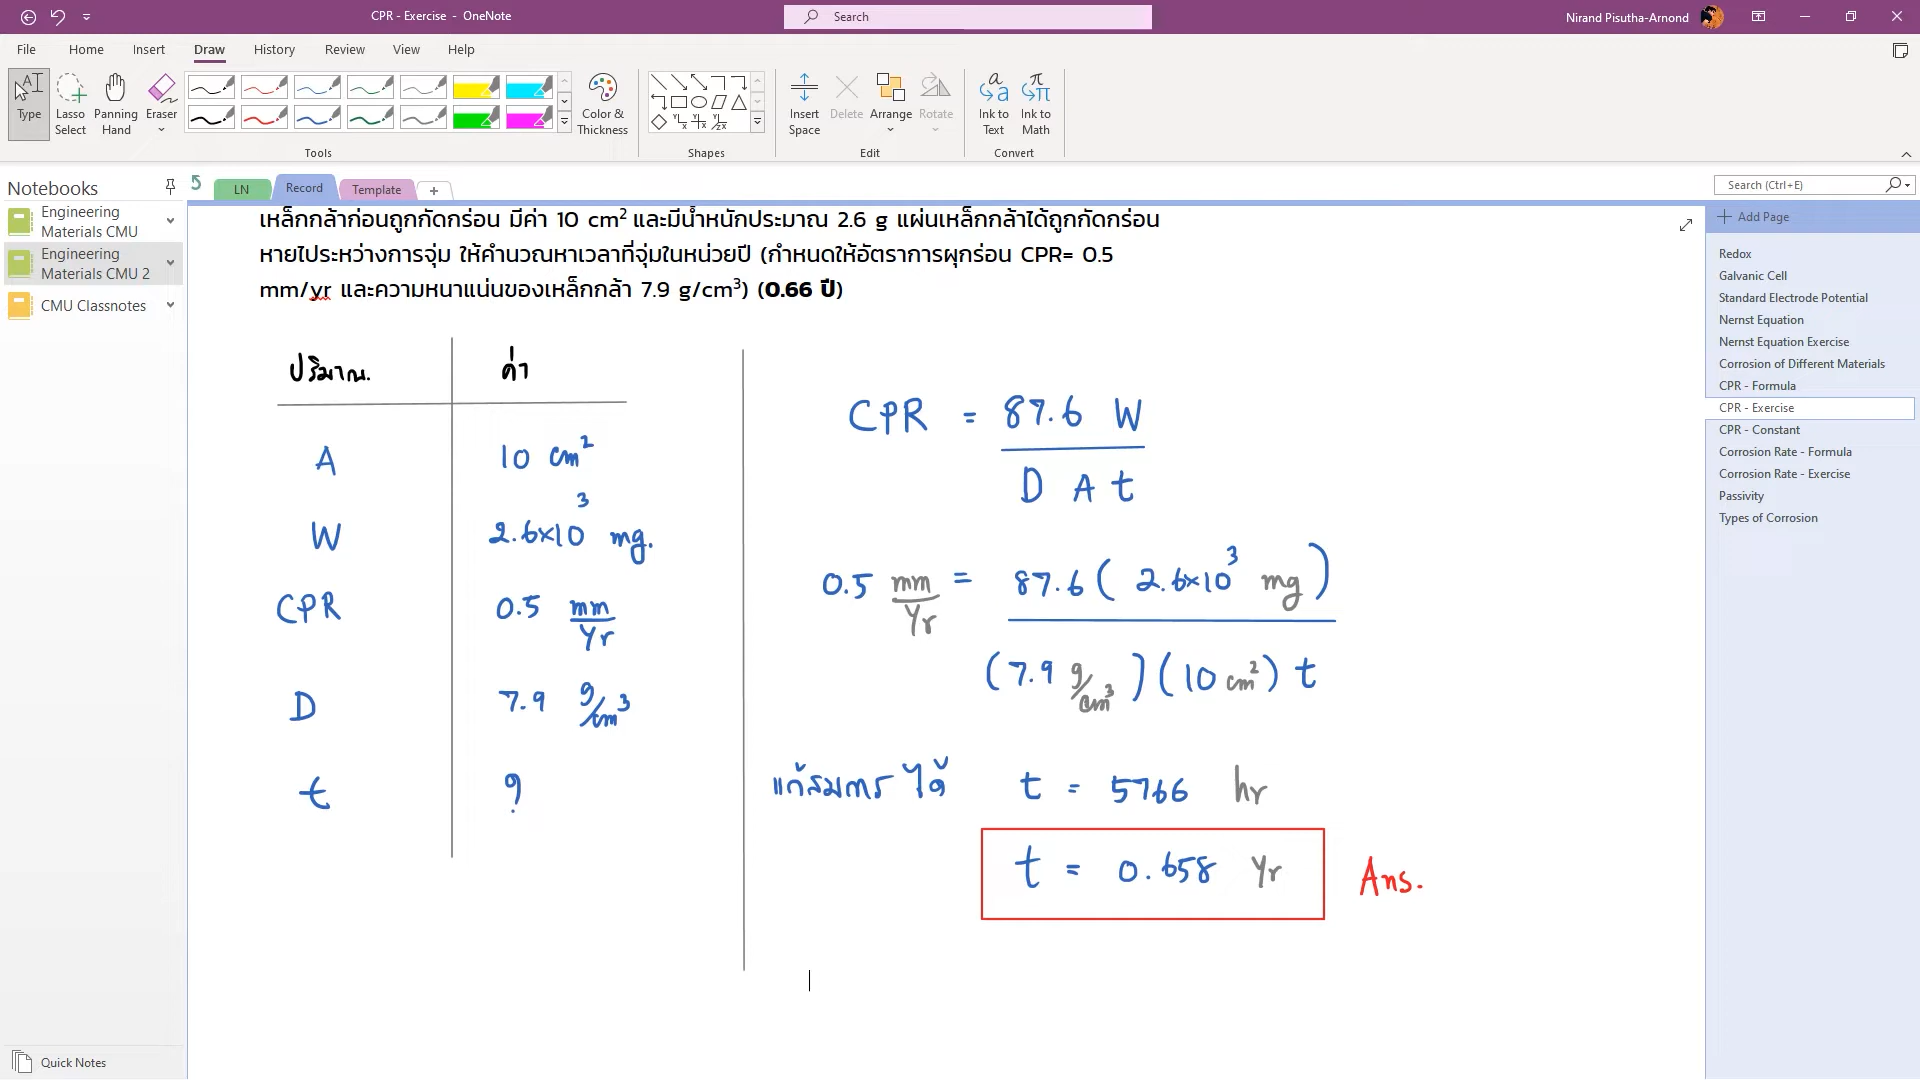 CPR - Exercise - OneNote
Search
Nirand Pisutha-Arnond
File Home Insert Draw History Review View Help
Type
Lasso Select
Panning Hand
Eraser
Color & Thickness
Insert Space
Delete
Arrange
Rotate
Ink to Text
Ink to Math
Tools
Shapes
Edit
Convert
Notebooks
LN
Record
Template
Search (Ctrl+E)
Engineering
Materials CMU
Engineering
Materials CMU 2
CMU Classnotes
Quick Notes
เหล็กกล้าก่อนถูกกัดกร่อน มีค่า 10 cm² และมีน้ำหนักประมาณ 2.6 g แผ่นเหล็กกล้าได้ถูกกัดกร่อน
หายไประหว่างการจุ่ม ให้คำนวณหาเวลาที่จุ่มในหน่วยปี (กำหนดให้อัตราการผุกร่อน CPR= 0.5
mm/yr และความหนาแน่นของเหล็กกล้า 7.9 g/cm³) (0.66 ปี)
ปริมาณ. ค่า
A 10 cm²
W 2.6×10³ mg.
CPR 0.5 mm/Yr
D 7.9 g/cm³
t ?
CPR = 87.6 W
D A t
0.5 mm/Yr = 87.6 ( 2.6×10³ mg )
(7.9 g/cm³ ) (10 cm²) t
แก้สมการ ได้ t = 5766 hr
t = 0.658 Yr Ans.
Add Page
Redox
Galvanic Cell
Standard Electrode Potential
Nernst Equation
Nernst Equation Exercise
Corrosion of Different Materials
CPR - Formula
CPR - Exercise
CPR - Constant
Corrosion Rate - Formula
Corrosion Rate - Exercise
Passivity
Types of Corrosion